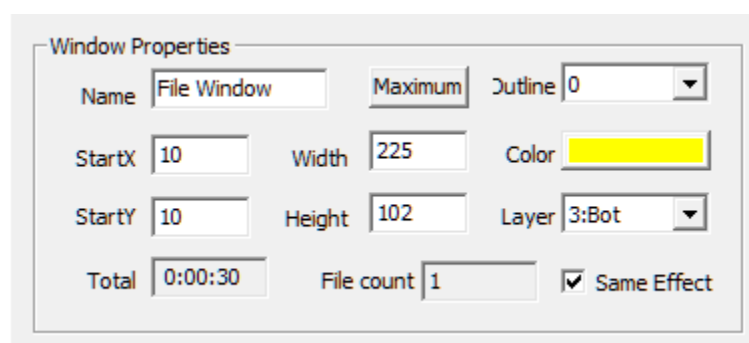 Window Properties
Name File Window Maximum Outline 0
StartX 10 Width 225 Color
StartY 10 Height 102 Layer 3:Bot
Total 0:00:30 File count 1 Same Effect